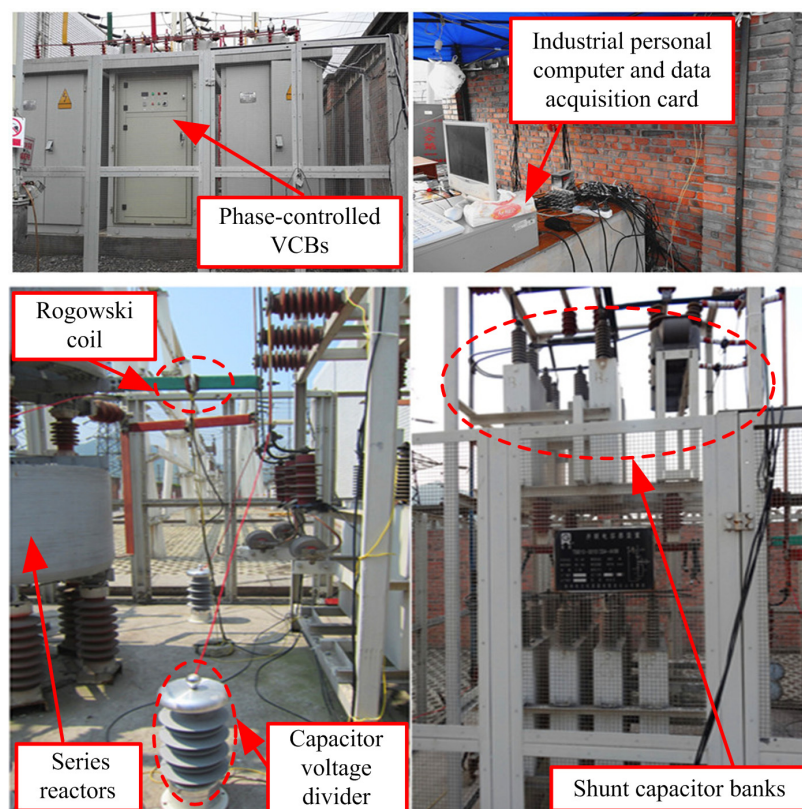 Industrial personal
computer and data
acquisition card
Phase-controlled
VCBs
Rogowski
coil
Series
reactors
Capacitor
voltage
divider
Shunt capacitor banks